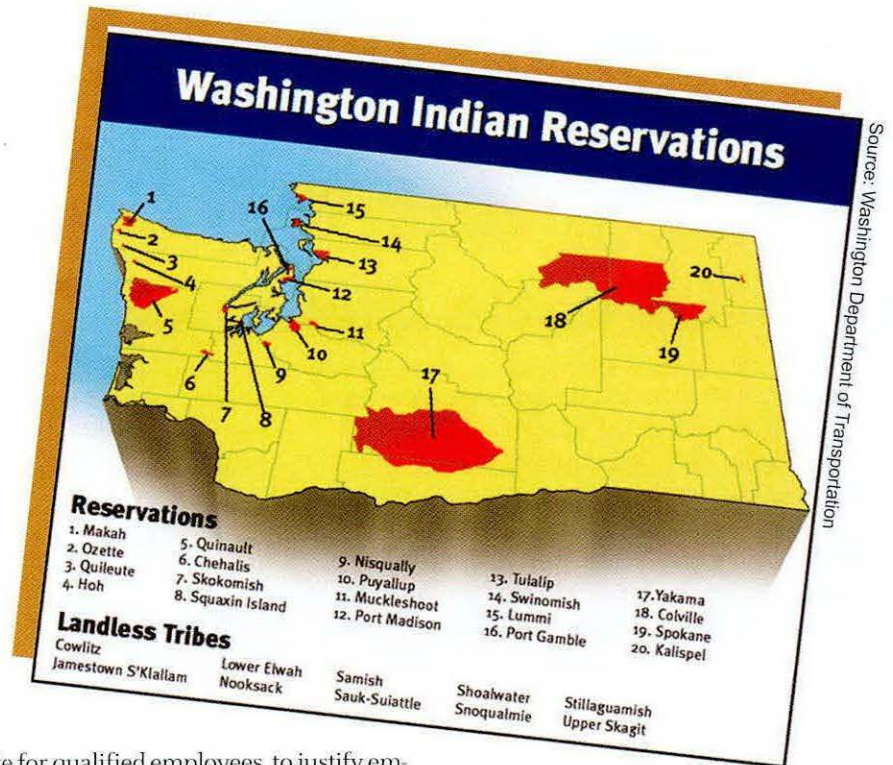 Washington Indian Reservations
Source: Washington Department of Transportation
1
2
3
4
5
6
7
8
9
10
11
12
13
14
15
16
17
18
19
20
Reservations
1. Makah
2. Ozette
3. Quileute
4. Hoh
5. Quinault
6. Chehalis
7. Skokomish
8. Squaxin Island
9. Nisqually
10. Puyallup
11. Muckleshoot
12. Port Madison
13. Tulalip
14. Swinomish
15. Lummi
16. Port Gamble
17. Yakama
18. Colville
19. Spokane
20. Kalispel
Landless Tribes
Cowlitz
Jamestown S'Klallam
Lower Elwah
Nooksack
Samish
Sauk-Suiattle
Shoalwater
Snoqualmie
Stillaguamish
Upper Skagit
for qualified employees, to justify em-